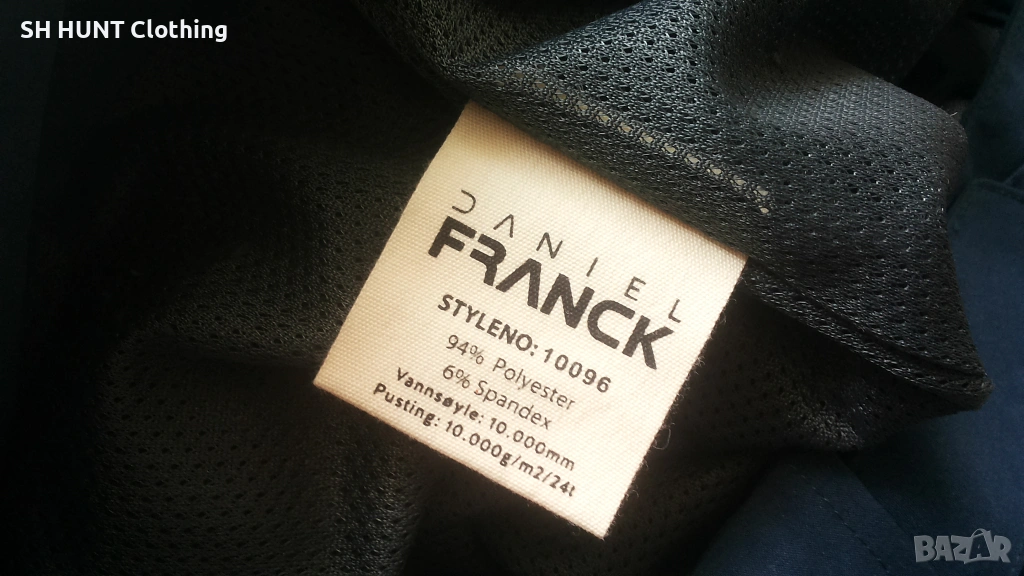 SH HUNT Clothing
DANIEL
FRANCK
STYLENO: 10096
94% Polyester
6% Spandex
Vannsøyle: 10.000mm
Pusting: 10.000g/m2/24t
BAZAR